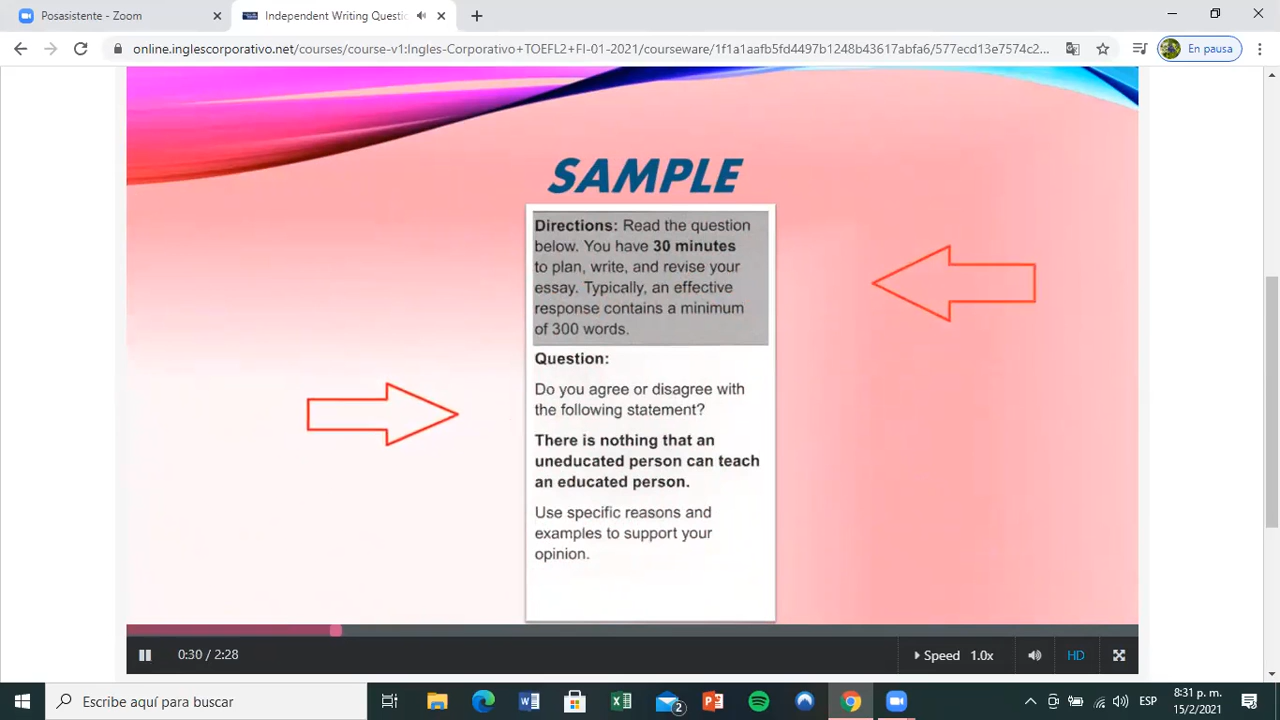 Posasistente - Zoom
Independent Writing Questi
online.inglescorporativo.net/courses/course-v1:Ingles-Corporativo+TOEFL2+FI-01-2021/courseware/1f1a1aafb5fd4497b1248b43617abfa6/577ecd13e7574c2...
En pausa
SAMPLE
Directions: Read the question
below. You have 30 minutes
to plan, write, and revise your
essay. Typically, an effective
response contains a minimum
of 300 words.
Question:
Do you agree or disagree with
the following statement?
There is nothing that an
uneducated person can teach
an educated person.
Use specific reasons and
examples to support your
opinion.
0:30 / 2:28
Speed 1.0x
HD
Escribe aquí para buscar
2
ESP
8:31 p. m.
15/2/2021